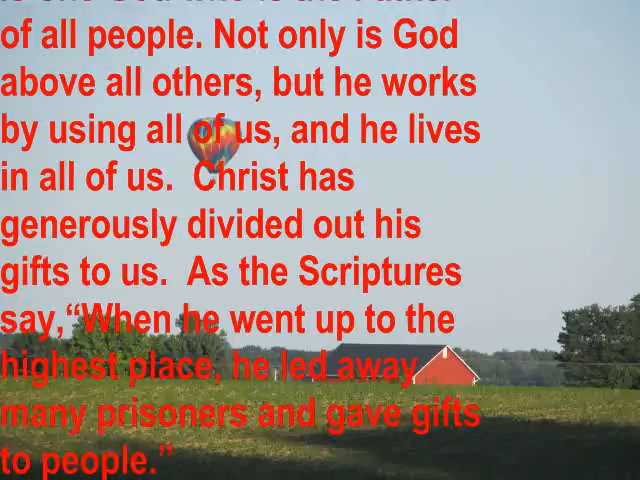 of all people. Not only is God
above all others, but he works
by using all of us, and he lives
in all of us.  Christ has
generously divided out his
gifts to us.  As the Scriptures
say,“When he went up to the
highest place, he led away
many prisoners and gave gifts
to people.”